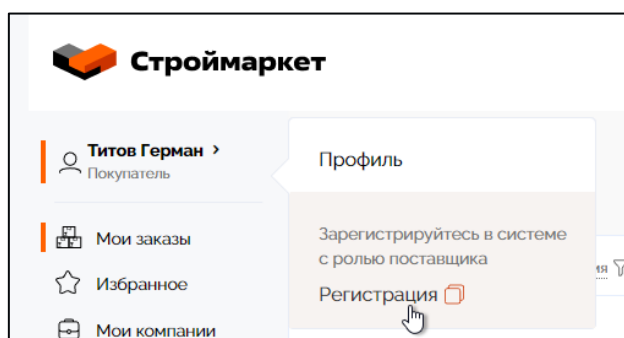 Строймаркет
Титов Герман >
Покупатель
Профиль
Мои заказы
Зарегистрируйтесь в системе
с ролью поставщика
Избранное
Регистрация
Мои компании